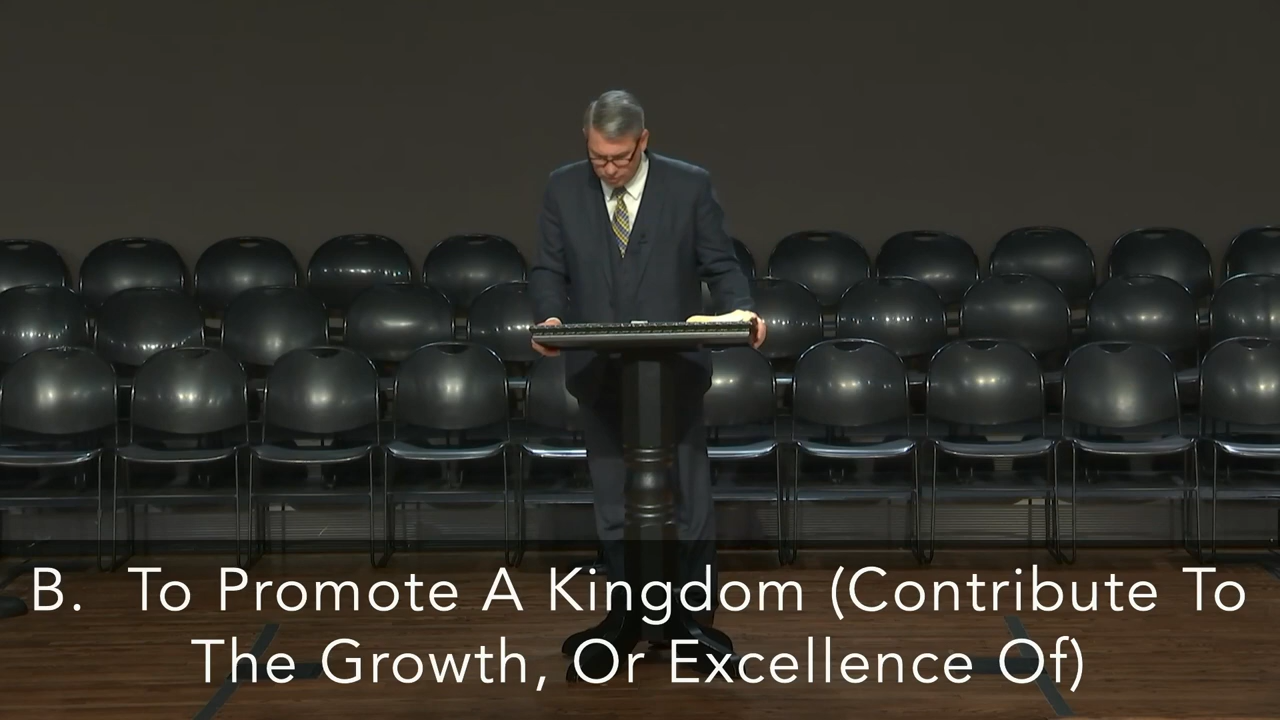 B. To Promote A Kingdom (Contribute To
The Growth, Or Excellence Of)